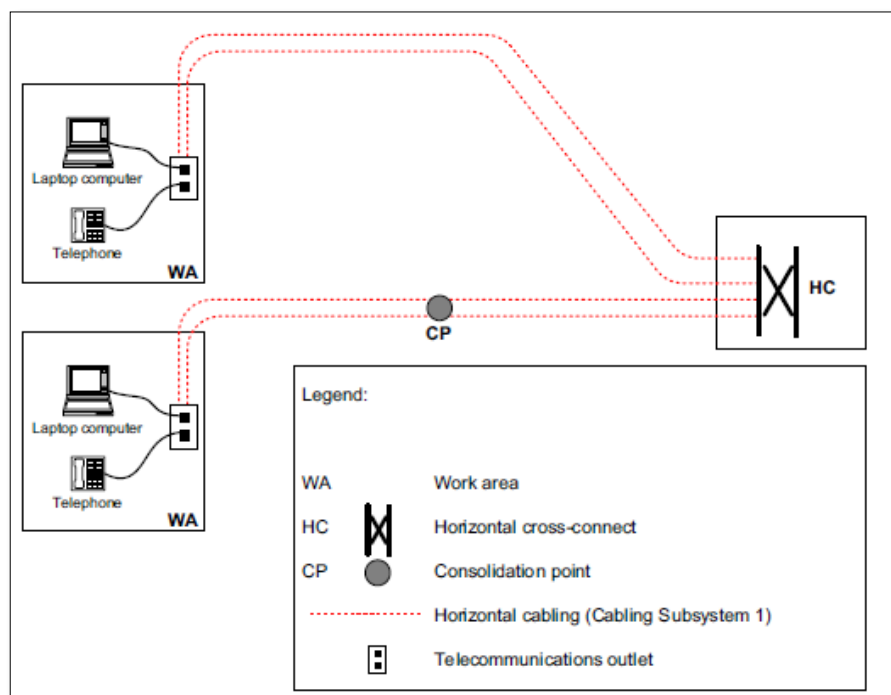 Laptop computer
Telephone
WA
HC
CP
Laptop computer
Telephone
WA
Legend:
WA Work area
HC Horizontal cross-connect
CP Consolidation point
Horizontal cabling (Cabling Subsystem 1)
Telecommunications outlet